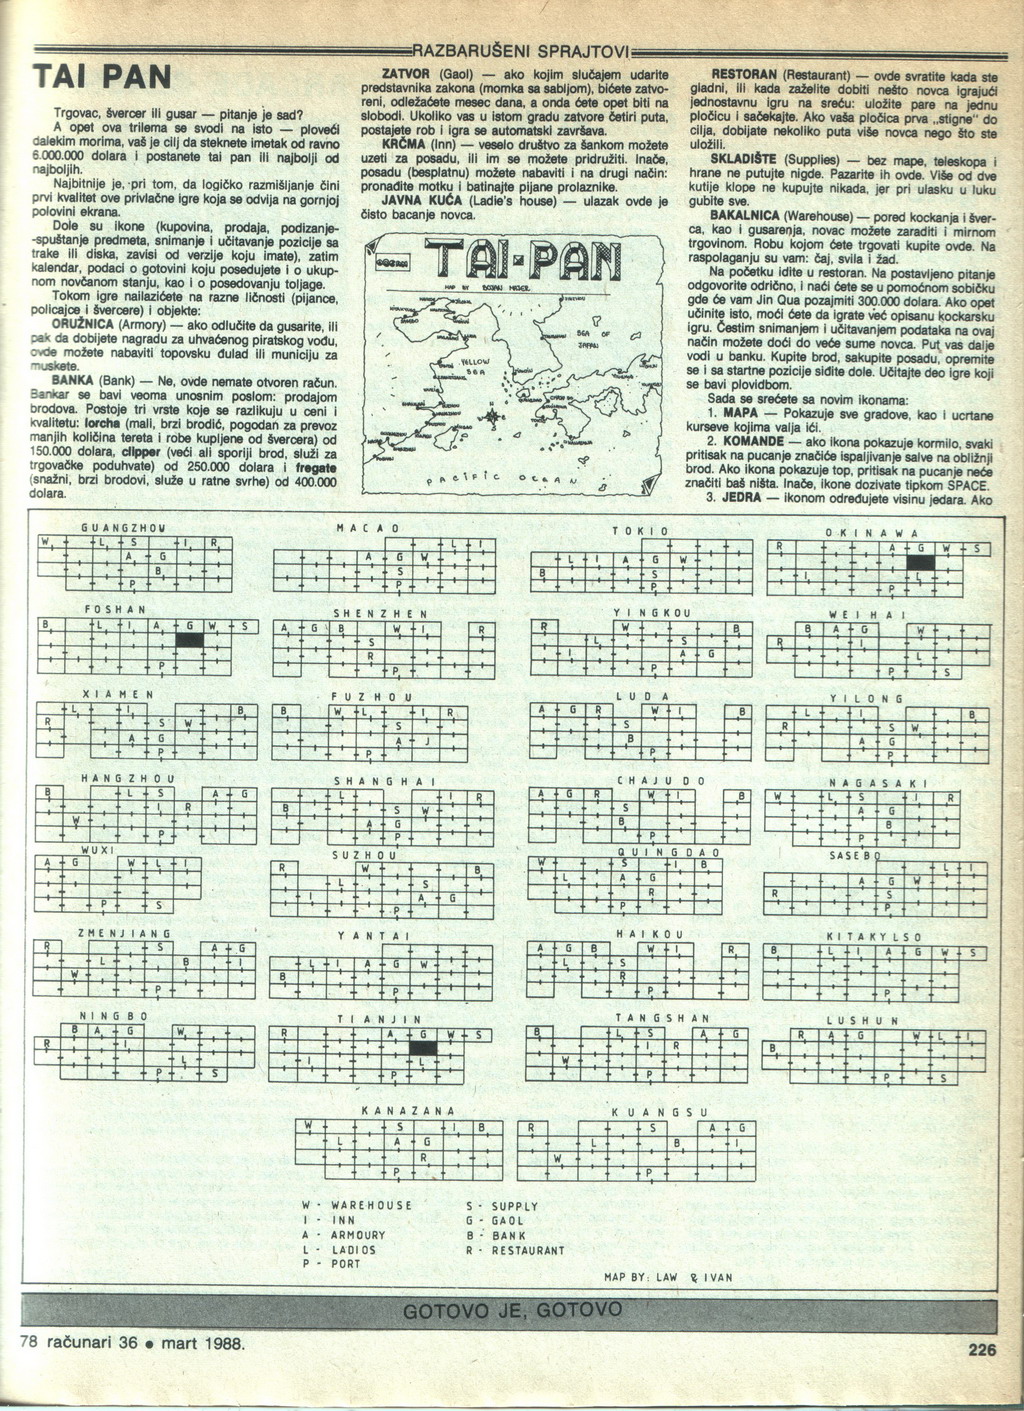 RAZBARUŠENI SPRAJTOVI
TAI PAN
Trgovac, švercer ili gusar — pitanje je sad?
A opet ova trilema se svodi na isto — ploveći
dalekim morima, vaš je cilj da steknete imetak od ravno
6.000.000 dolara i postanete tai pan ili najbolji od
najboljih.
Najbitnije je, pri tom, da logičko razmišljanje čini
prvi kvalitet ove privlačne igre koja se odvija na gornjoj
polovini ekrana.
Dole su ikone (kupovina, prodaja, podizanje-
-spuštanje predmeta, snimanje i učitavanje pozicije sa
trake ili diska, zavisi od verzije koju imate), zatim
kalendar, podaci o gotovini koju posedujete i o ukup-
nom novčanom stanju, kao i o posedovanju toljage.
Tokom igre nailazićete na razne ličnosti (pijance,
policajce i švercere) i objekte:
ORUŽNICA (Armory) — ako odlučite da gusarite, ili
pak da dobijete nagradu za uhvaćenog piratskog vođu,
ovde možete nabaviti topovsku đulad ili municiju za
muskete.
BANKA (Bank) — Ne, ovde nemate otvoren račun.
Bankar se bavi veoma unosnim poslom: prodajom
brodova. Postoje tri vrste koje se razlikuju u ceni i
kvalitetu: lorcha (mali, brzi brodić, pogodan za prevoz
manjih količina tereta i robe kupljene od švercera) od
150.000 dolara, clipper (veći ali sporiji brod, služi za
trgovačke poduhvate) od 250.000 dolara i fregate
(snažni, brzi brodovi, služe u ratne svrhe) od 400.000
dolara.
ZATVOR (Gaol) — ako kojim slučajem udarite
predstavnika zakona (momka sa sabljom), bićete zatvo-
reni, odležaćete mesec dana, a onda ćete opet biti na
slobodi. Ukoliko vas u istom gradu zatvore četiri puta,
postajete rob i igra se automatski završava.
KRČMA (Inn) — veselo društvo za šankom možete
uzeti za posadu, ili im se možete pridružiti. Inače,
posadu (besplatnu) možete nabaviti i na drugi način:
pronađite motku i batinajte pijane prolaznike.
JAVNA KUĆA (Ladie's house) — ulazak ovde je
čisto bacanje novca.
TAI-PAN
MAP BY BOJAN
SEA OF
JAPAN
YELLOW
SEA
PACIFIC OCEAN
RESTORAN (Restaurant) — ovde svratite kada ste
gladni, ili kada zaželite dobiti nešto novca igrajući
jednostavnu igru na sreću: uložite pare na jednu
pločicu i sačekajte. Ako vaša pločica prva „stigne" do
cilja, dobijate nekoliko puta više novca nego što ste
uložili.
SKLADIŠTE (Supplies) — bez mape, teleskopa i
hrane ne putujte nigde. Pazarite ih ovde. Više od dve
kutije klope ne kupujte nikada, jer pri ulasku u luku
gubite sve.
BAKALNICA (Warehouse) — pored kockanja i šver-
ca, kao i gusarenja, novac možete zaraditi i mirnom
trgovinom. Robu kojom ćete trgovati kupite ovde. Na
raspolaganju su vam: čaj, svila i žad.
Na početku idite u restoran. Na postavljeno pitanje
odgovorite odrično, i naći ćete se u pomoćnom sobičku
gde će vam Jin Qua pozajmiti 300.000 dolara. Ako opet
učinite isto, moći ćete da igrate već opisanu kockarsku
igru. Čestim snimanjem i učitavanjem podataka na ovaj
način možete doći do veće sume novca. Put vas dalje
vodi u banku. Kupite brod, sakupite posadu, opremite
se i sa startne pozicije siđite dole. Učitajte deo igre koji
se bavi plovidbom.
Sada se srećete sa novim ikonama:
1. MAPA — Pokazuje sve gradove, kao i ucrtane
kurseve kojima valja ići.
2. KOMANDE — ako ikona pokazuje kormilo, svaki
pritisak na pucanje značiće ispaljivanje salve na obližnji
brod. Ako ikona pokazuje top, pritisak na pucanje neće
značiti baš ništa. Inače, ikone dozivate tipkom SPACE.
3. JEDRA — ikonom određujete visinu jedara. Ako
GUANGZHOU
W L S I R
A G
B
P
MACAO
L I
A G W
S
P
TOKIO
L I A G W
B S
P
OKINAWA
R A G W S
I L
P
FOSHAN
B L I A G W S
P
SHENZHEN
A G B W I R
S
R
P
YINGKOU
R W B
L S
I A G
P
WEIHAI
B A G W
R I
L
P S
XIAMEN
L I B
R S W
A G
P
FUZHOU
B W L I R
S
A J
P
LUDA
A G R W I B
S
B
P
YILONG
L I B
R S W
A G
P
HANGZHOU
B L S A G
I R
W
P
SHANGHAI
L I R
B S W
A G
P
CHAJUDO
A G R W I B
S
B
P
NAGASAKI
W L S I R
A G
B
P
WUXI
A G W L I
P S
SUZHOU
R W B
L S
I A G
P
QUINGDAO
W S I B
L A G
R
P
SASEBO
L I
A G W
R S
P
ZMENJIANG
R S A G
L B I
W
P
YANTAI
L I A G W
B
P
HAIKOU
A G B W I R
L S
R
P
KITAKYLSO
B L I A G W S
P
NINGBO
B A G W
R I
L
P S
TIANJIN
R A G W S
I L
P
TANGSHAN
B L S A G
I R
W
P
LUSHUN
R A G W L I
B
P S
KANAZANA
W S I B
L A G
R
P
KUANGSU
R S A G
L B I
W
P
W - WAREHOUSE
I - INN
A - ARMOURY
L - LADIOS
P - PORT
S - SUPPLY
G - GAOL
B - BANK
R - RESTAURANT
MAP BY: LAW & IVAN
GOTOVO JE, GOTOVO
78 računari 36 • mart 1988.
226